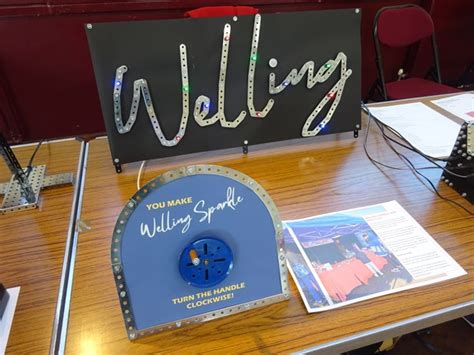 Welling
YOU MAKE
Welling Sparkle
TURN THE HANDLE
CLOCKWISE!